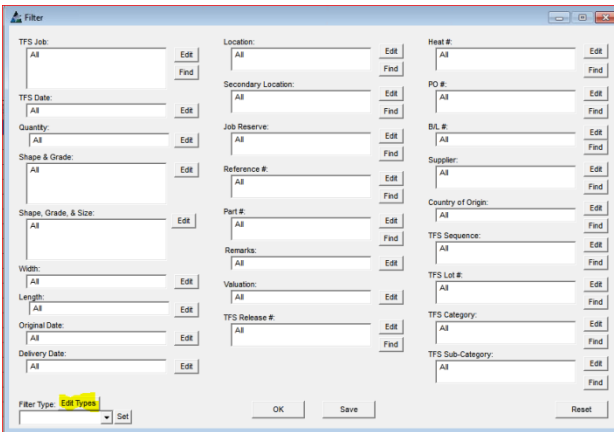 Filter
TFS Job:
All
Edit
Find
TFS Date:
All
Edit
Quantity:
All
Edit
Shape & Grade:
All
Edit
Shape, Grade, & Size:
All
Edit
Width:
All
Edit
Length:
All
Edit
Original Date:
All
Edit
Delivery Date:
All
Edit
Filter Type: Edit Types
Set
Location:
All
Edit
Find
Secondary Location:
All
Edit
Find
Job Reserve:
All
Edit
Find
Reference #:
All
Edit
Find
Part #:
All
Edit
Find
Remarks:
All
Edit
Valuation:
All
Edit
TFS Release #:
All
Edit
Find
OK Save
Heat #:
All
Edit
Find
PO #:
All
Edit
Find
B/L #:
All
Edit
Find
Supplier:
All
Edit
Find
Country of Origin:
All
Edit
Find
TFS Sequence:
All
Edit
Find
TFS Lot #:
All
Edit
Find
TFS Category:
All
Edit
Find
TFS Sub-Category:
All
Edit
Find
Reset